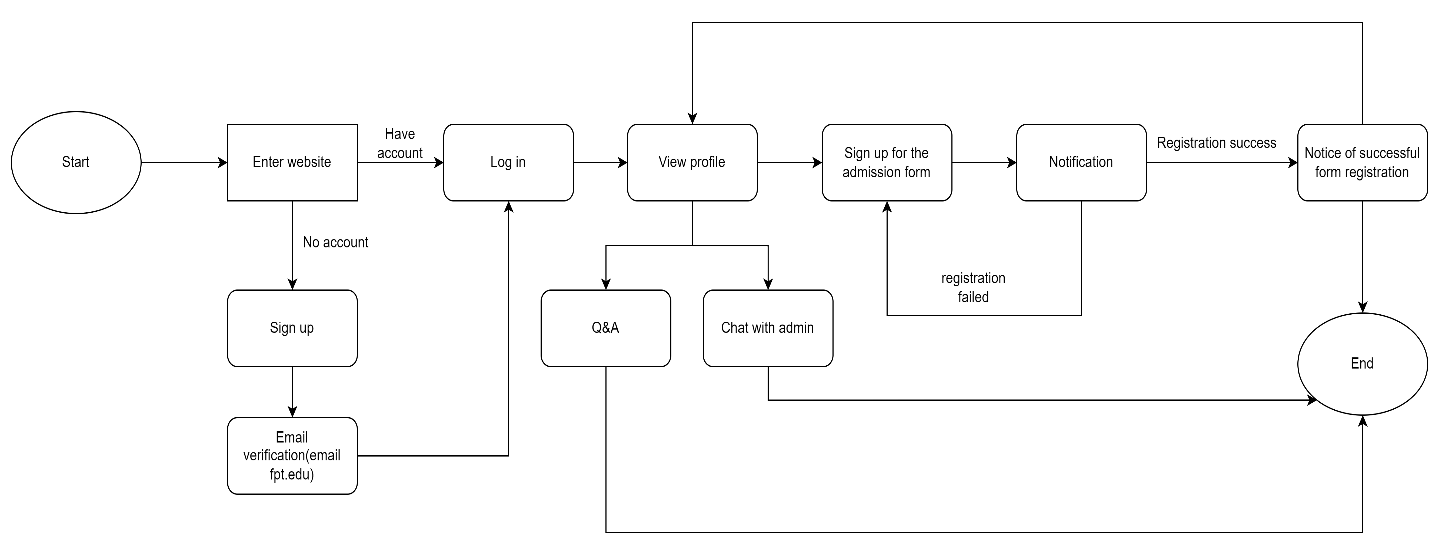 Start
Enter website
Have
account
Log in
View profile
Sign up for the
admission form
Notification
Registration success
Notice of successful
form registration
No account
registration
failed
Sign up
Q&A
Chat with admin
End
Email
verification(email
fpt.edu)